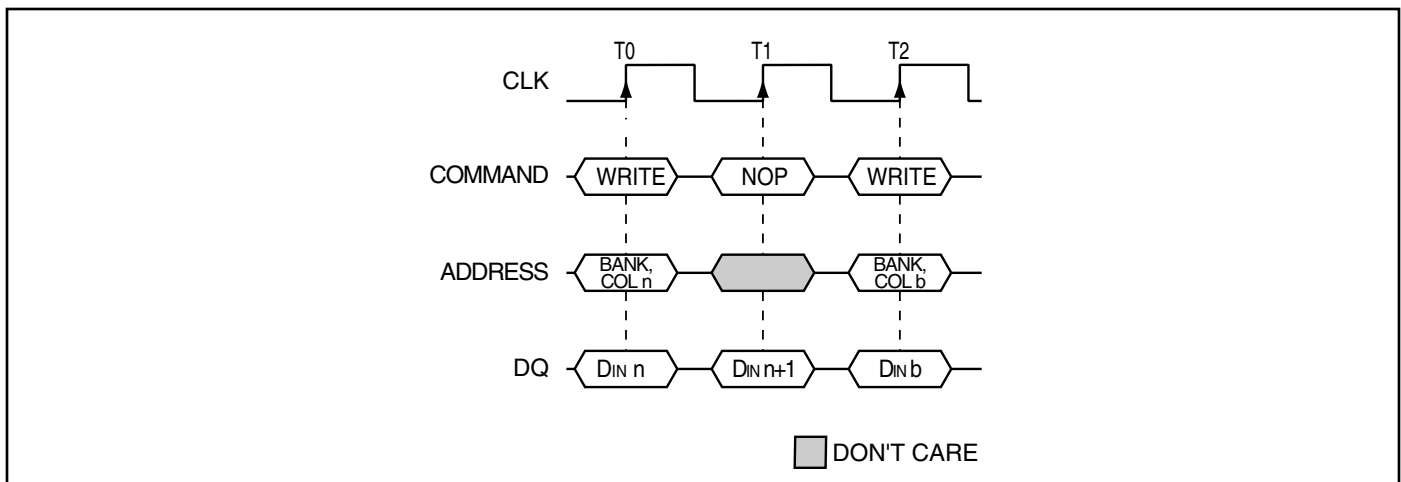 T0 T1 T2
CLK
COMMAND WRITE NOP WRITE
ADDRESS BANK, COL n BANK, COL b
DQ DIN n DIN n+1 DIN b
DON'T CARE